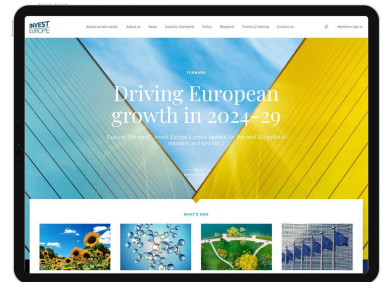 INVEST
EUROPE
About private equity
About us
News
Industry standards
Policy
Research
Events & training
Contact us
Members sign in
FORWARD
Driving European
growth in 2024-29
WHAT'S NEW